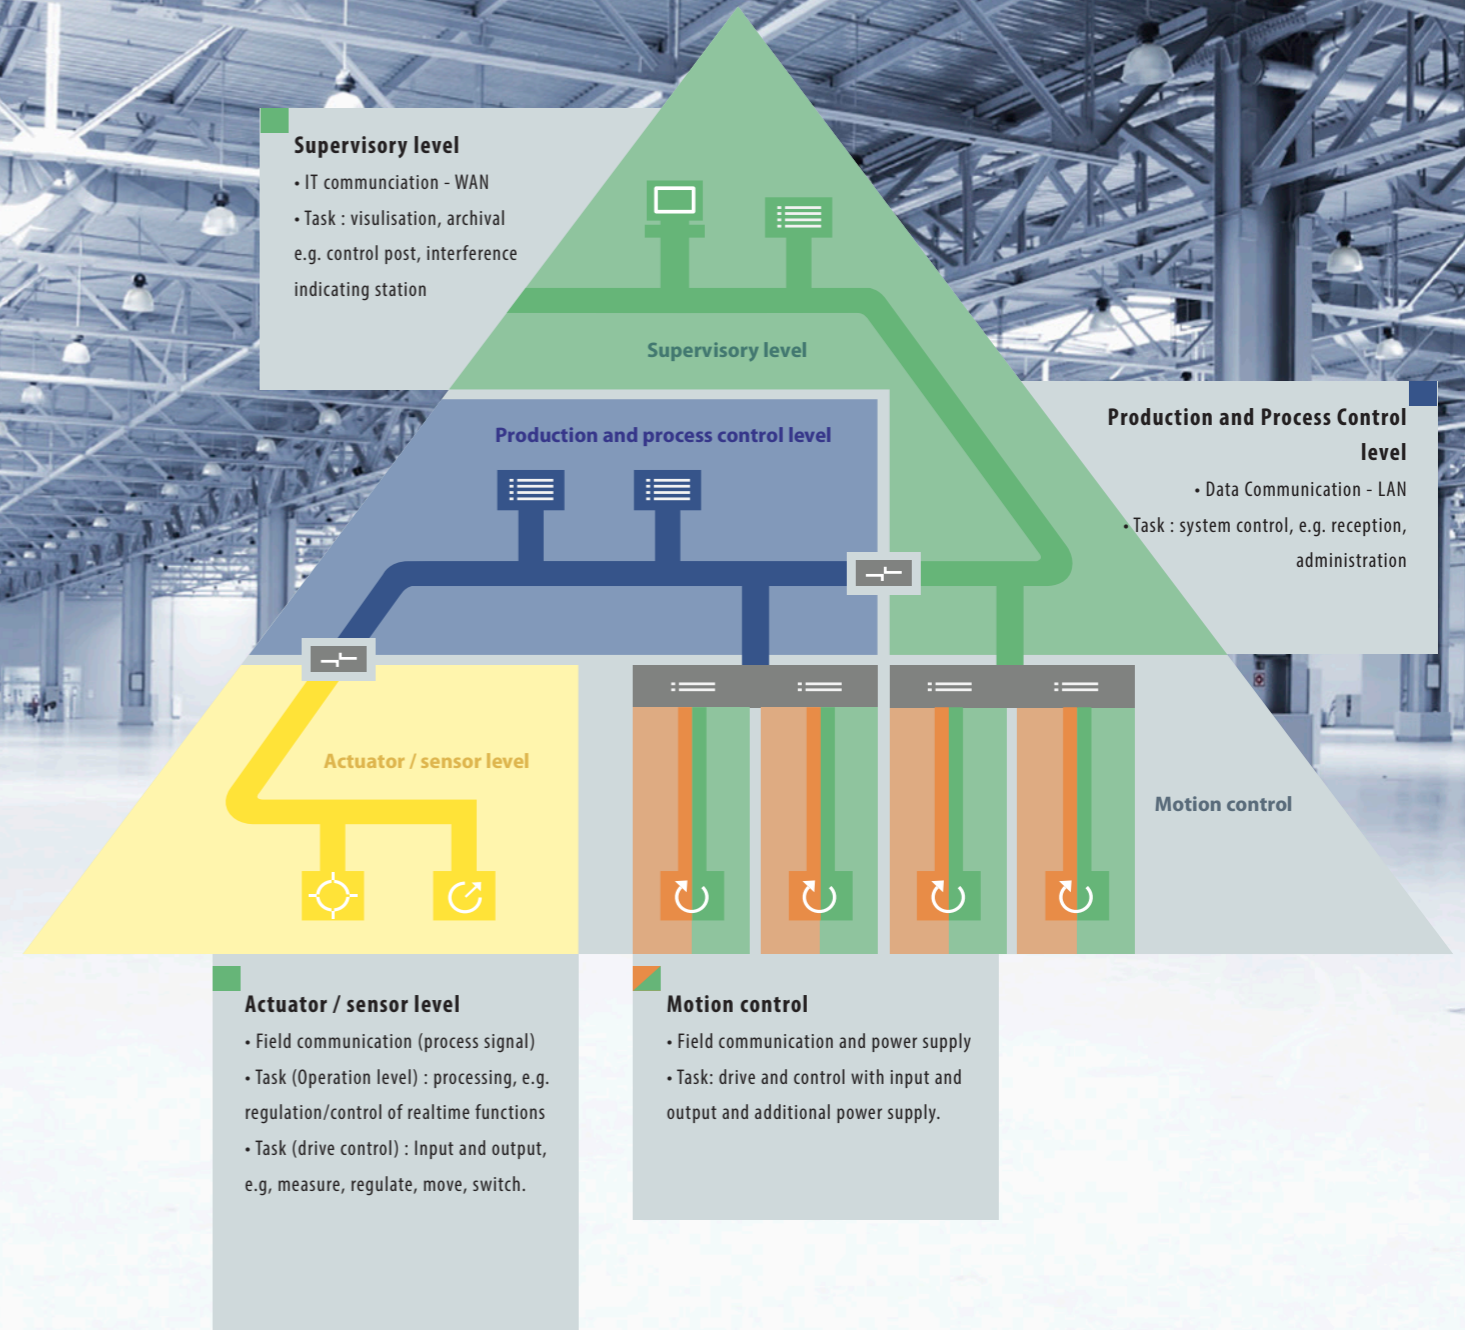 Supervisory level
• IT communciation - WAN
• Task : visulisation, archival
e.g. control post, interference
indicating station
Supervisory level
Production and process control level
Production and Process Control
level
• Data Communication - LAN
• Task : system control, e.g. reception,
administration
Actuator / sensor level
Motion control
Actuator / sensor level
• Field communication (process signal)
• Task (Operation level) : processing, e.g.
regulation/control of realtime functions
• Task (drive control) : Input and output,
e.g, measure, regulate, move, switch.
Motion control
• Field communication and power supply
• Task: drive and control with input and
output and additional power supply.